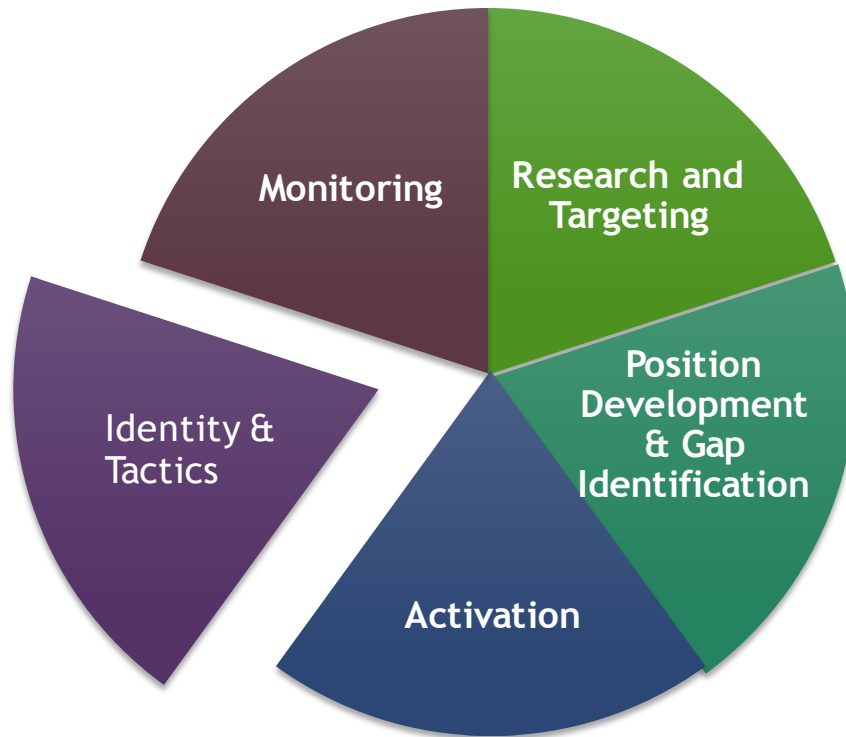 Monitoring
Research and
Targeting
Position
Development
& Gap
Identification
Identity &
Tactics
Activation